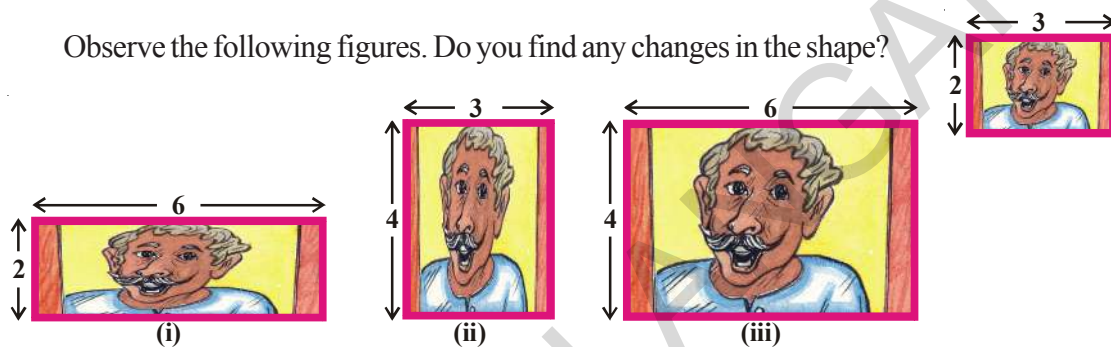 3
Observe the following figures. Do you find any changes in the shape?
2
3
6
6
4
4
2
(i)
(ii)
(iii)